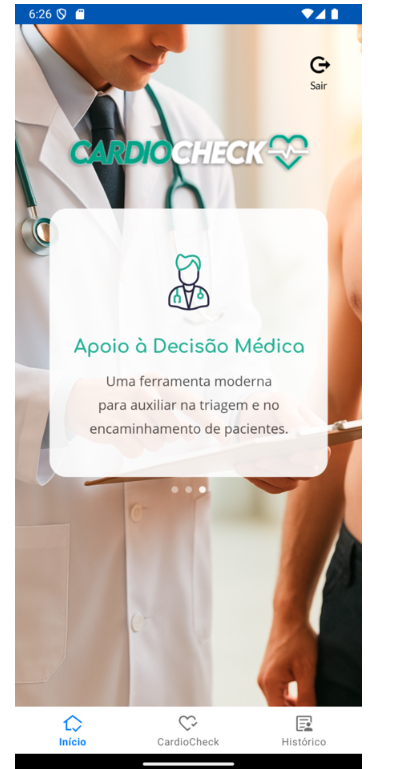 6:26
Sair
CARDIOCHECK
Apoio à Decisão Médica
Uma ferramenta moderna
para auxiliar na triagem e no
encaminhamento de pacientes.
Início
CardioCheck
Histórico